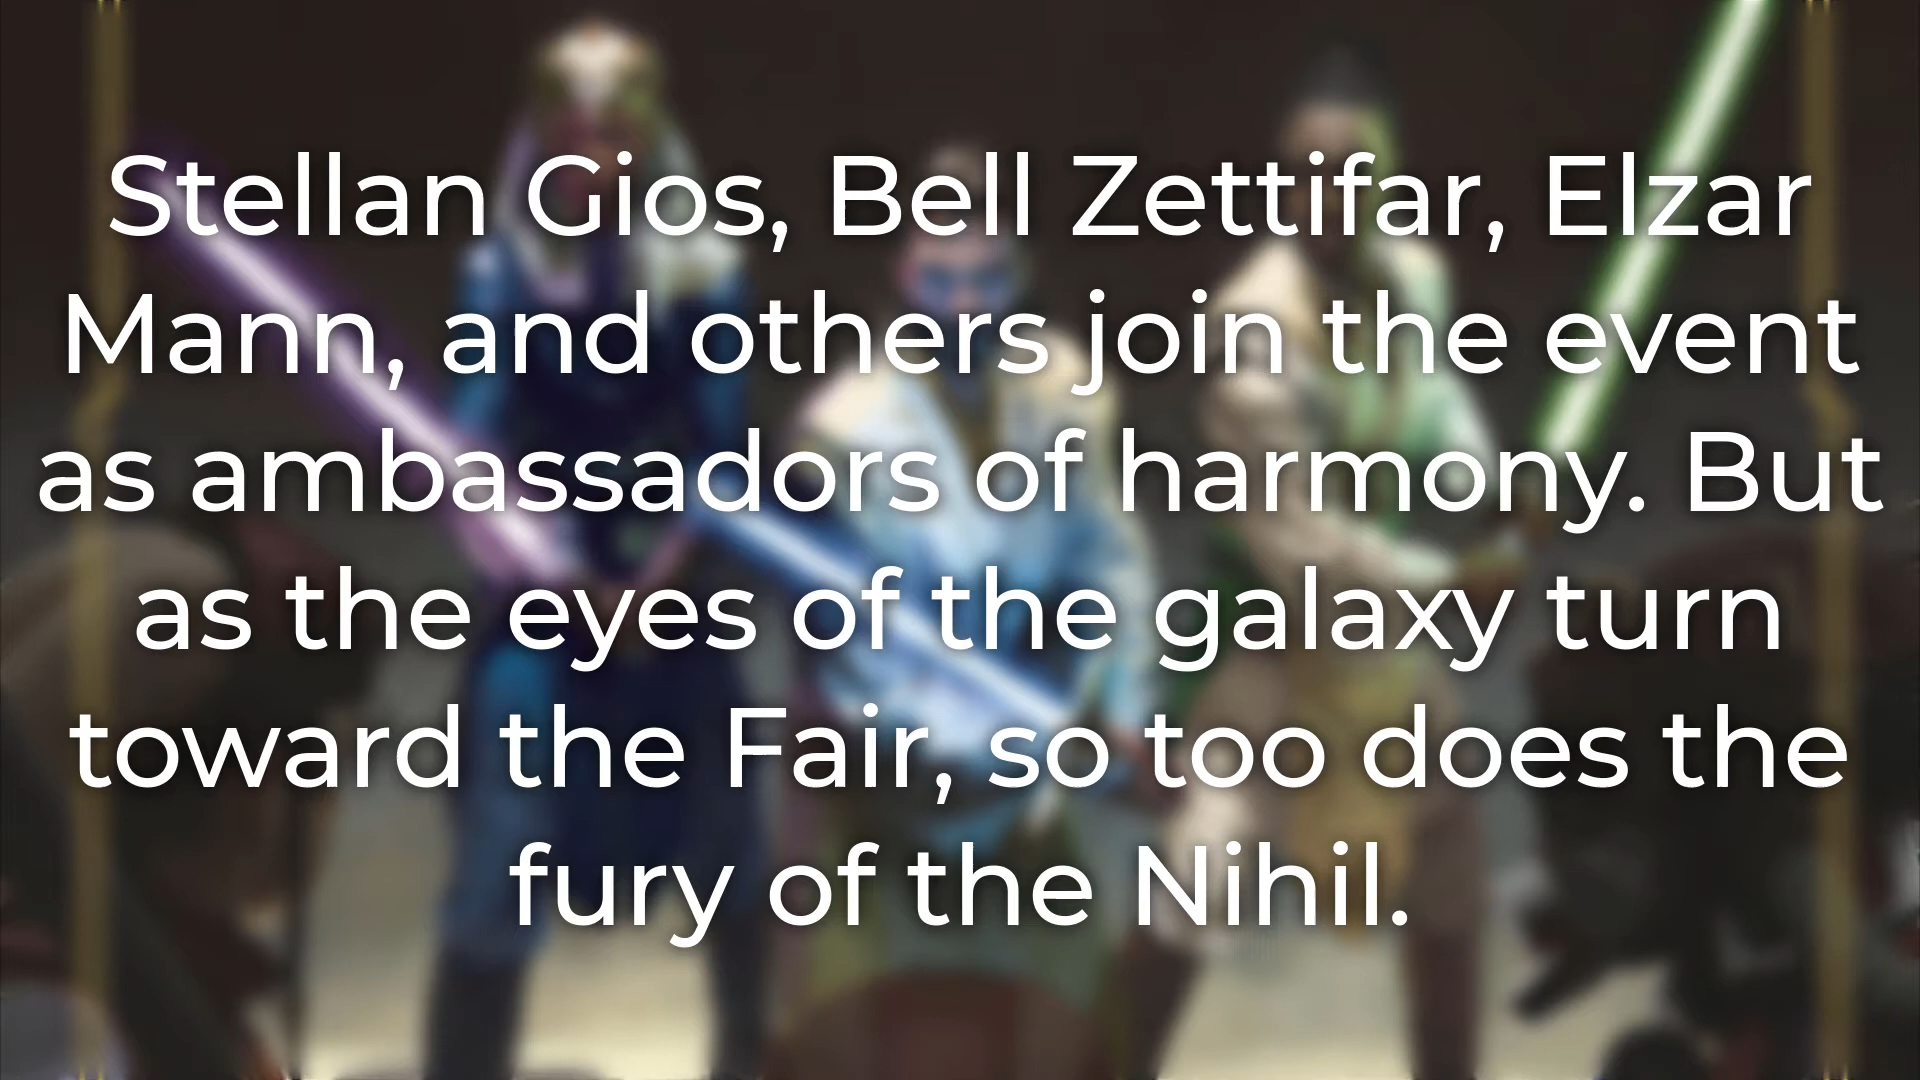 Stellan Gios, Bell Zettifar, Elzar
Mann, and others join the event
as ambassadors of harmony. But
as the eyes of the galaxy turn
toward the Fair, so too does the
fury of the Nihil.